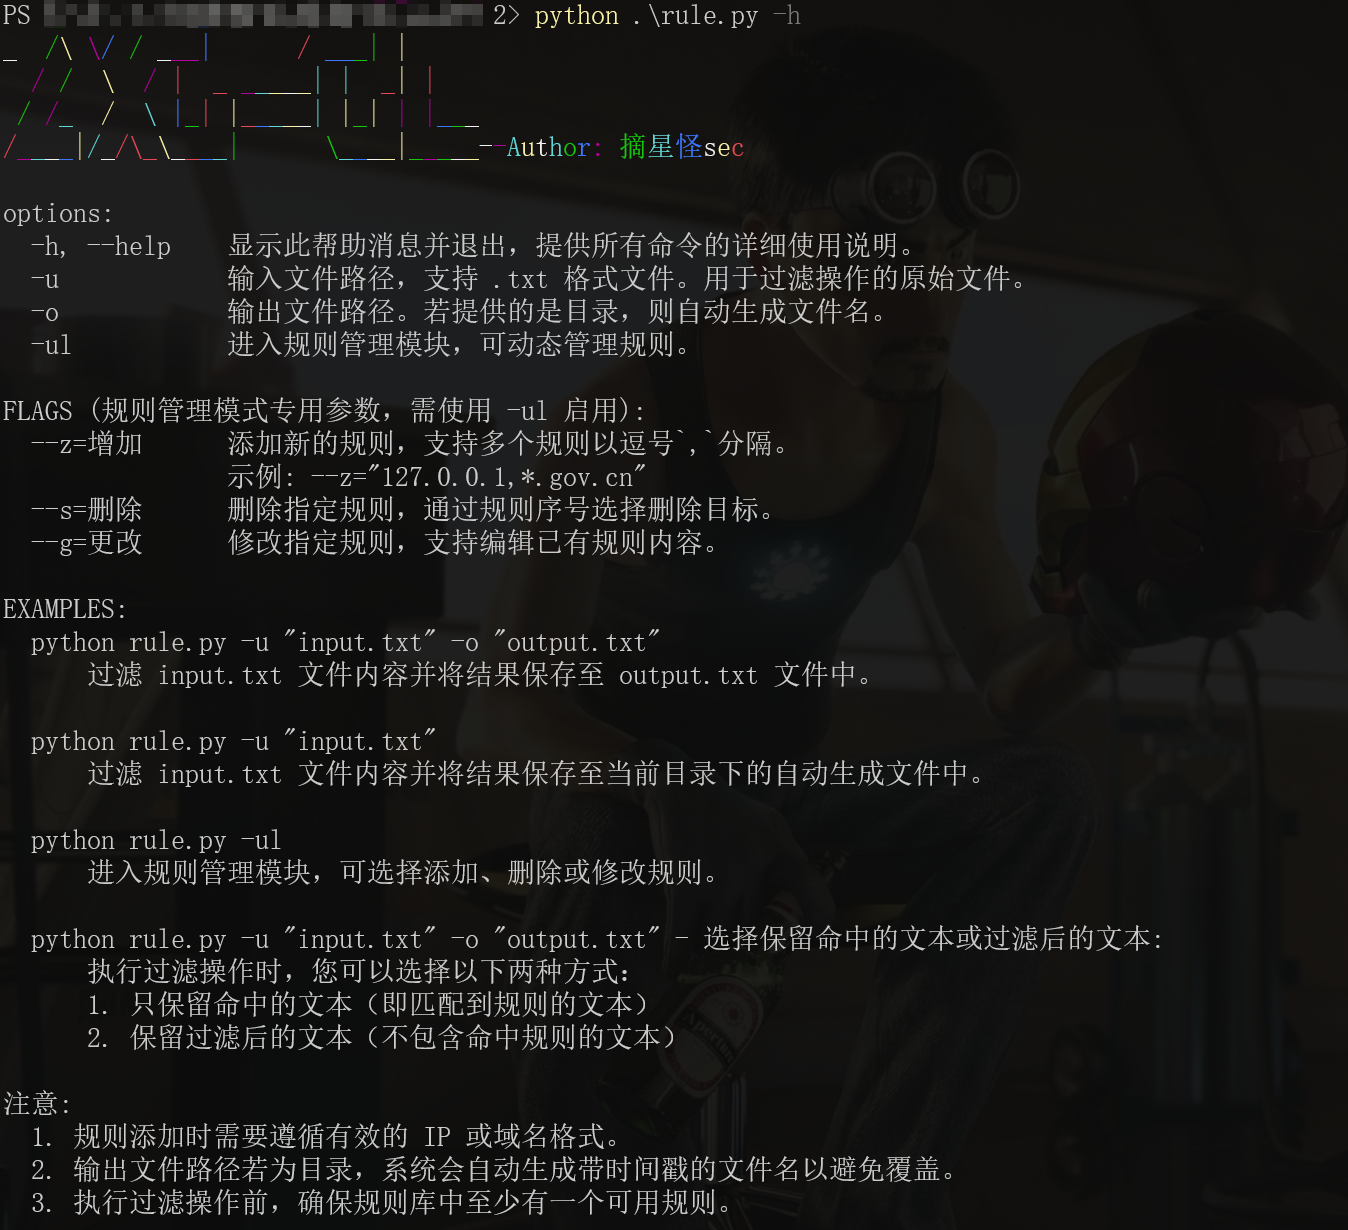 PS 2> python .\rule.py -h
--Author: 摘星怪sec
options:
-h, --help 显示此帮助消息并退出，提供所有命令的详细使用说明。
-u 输入文件路径，支持 .txt 格式文件。用于过滤操作的原始文件。
-o 输出文件路径。若提供的是目录，则自动生成文件名。
-ul 进入规则管理模块，可动态管理规则。
FLAGS (规则管理模式专用参数，需使用 -ul 启用):
--z=增加 添加新的规则，支持多个规则以逗号`,`分隔。
示例: --z="127.0.0.1,*.gov.cn"
--s=删除 删除指定规则，通过规则序号选择删除目标。
--g=更改 修改指定规则，支持编辑已有规则内容。
EXAMPLES:
python rule.py -u "input.txt" -o "output.txt"
过滤 input.txt 文件内容并将结果保存至 output.txt 文件中。
python rule.py -u "input.txt"
过滤 input.txt 文件内容并将结果保存至当前目录下的自动生成文件中。
python rule.py -ul
进入规则管理模块，可选择添加、删除或修改规则。
python rule.py -u "input.txt" -o "output.txt" - 选择保留命中的文本或过滤后的文本:
执行过滤操作时，您可以选择以下两种方式：
1. 只保留命中的文本（即匹配到规则的文本）
2. 保留过滤后的文本（不包含命中规则的文本）
注意:
1. 规则添加时需要遵循有效的 IP 或域名格式。
2. 输出文件路径若为目录，系统会自动生成带时间戳的文件名以避免覆盖。
3. 执行过滤操作前，确保规则库中至少有一个可用规则。